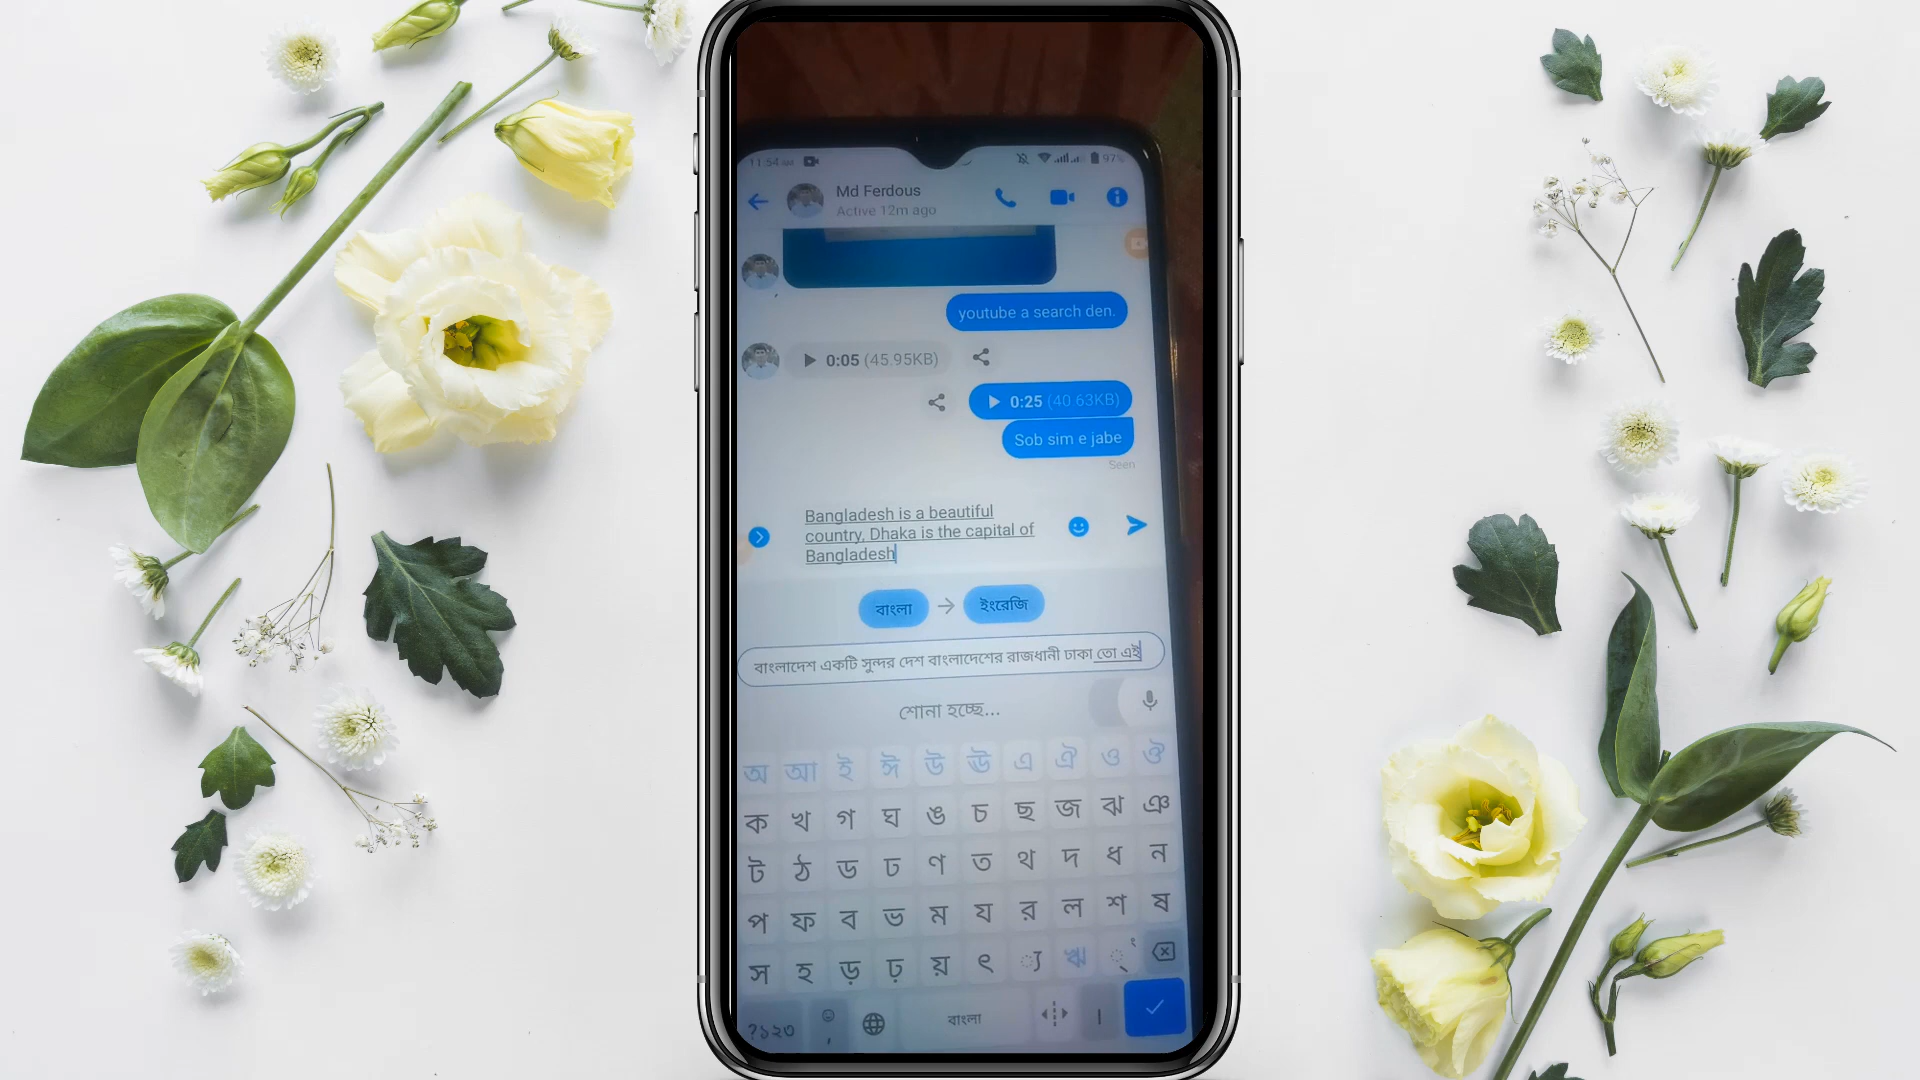 11:54 AM 97%
Md Ferdous
Active 12m ago
youtube a search den.
0:05 (45.95KB)
0:25 (40.63KB)
Sob sim e jabe
Seen
Bangladesh is a beautiful
country, Dhaka is the capital of
Bangladesh
বাংলা → ইংরেজি
বাংলাদেশ একটি সুন্দর দেশ বাংলাদেশের রাজধানী ঢাকা তো এই
শোনা হচ্ছে...
অ আ ই ঈ উ ঊ এ ঐ ও ঔ
ক খ গ ঘ ঙ চ ছ জ ঝ ঞ
ট ঠ ড ঢ ণ ত থ দ ধ ন
প ফ ব ভ ম য র ল শ ষ
স হ ড় ঢ় য় ৎ ্য ঋ ্
?১২৩ , বাংলা ।